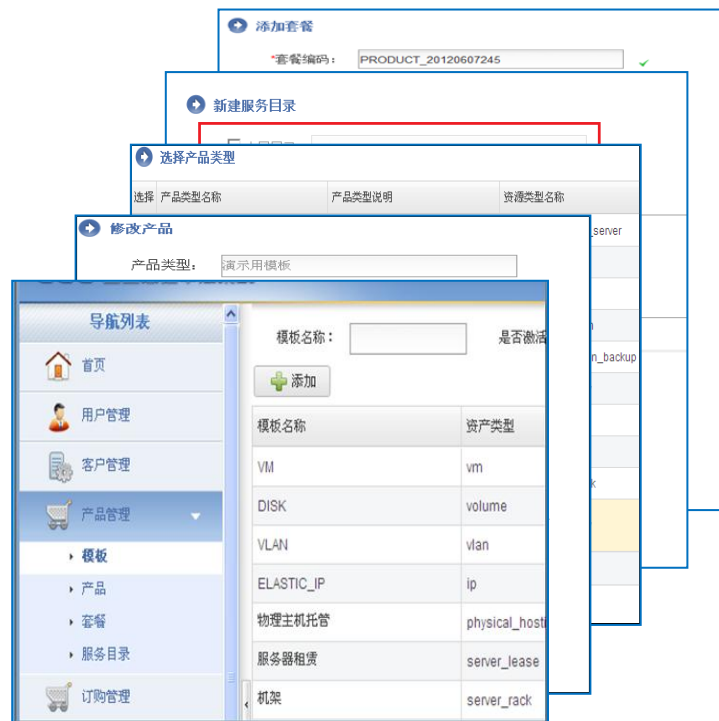 添加套餐
*套餐编码： PRODUCT_20120607245
新建服务目录
选择产品类型
选择 产品类型名称 产品类型说明 资源类型名称
_server
n_backup
k
修改产品
产品类型： 演示用模板
导航列表
首页
用户管理
客户管理
产品管理
模板
产品
套餐
服务目录
订购管理
模板名称： 是否激活
添加
模板名称 资产类型
VM vm
DISK volume
VLAN vlan
ELASTIC_IP ip
物理主机托管 physical_hosti
服务器租赁 server_lease
机架 server_rack